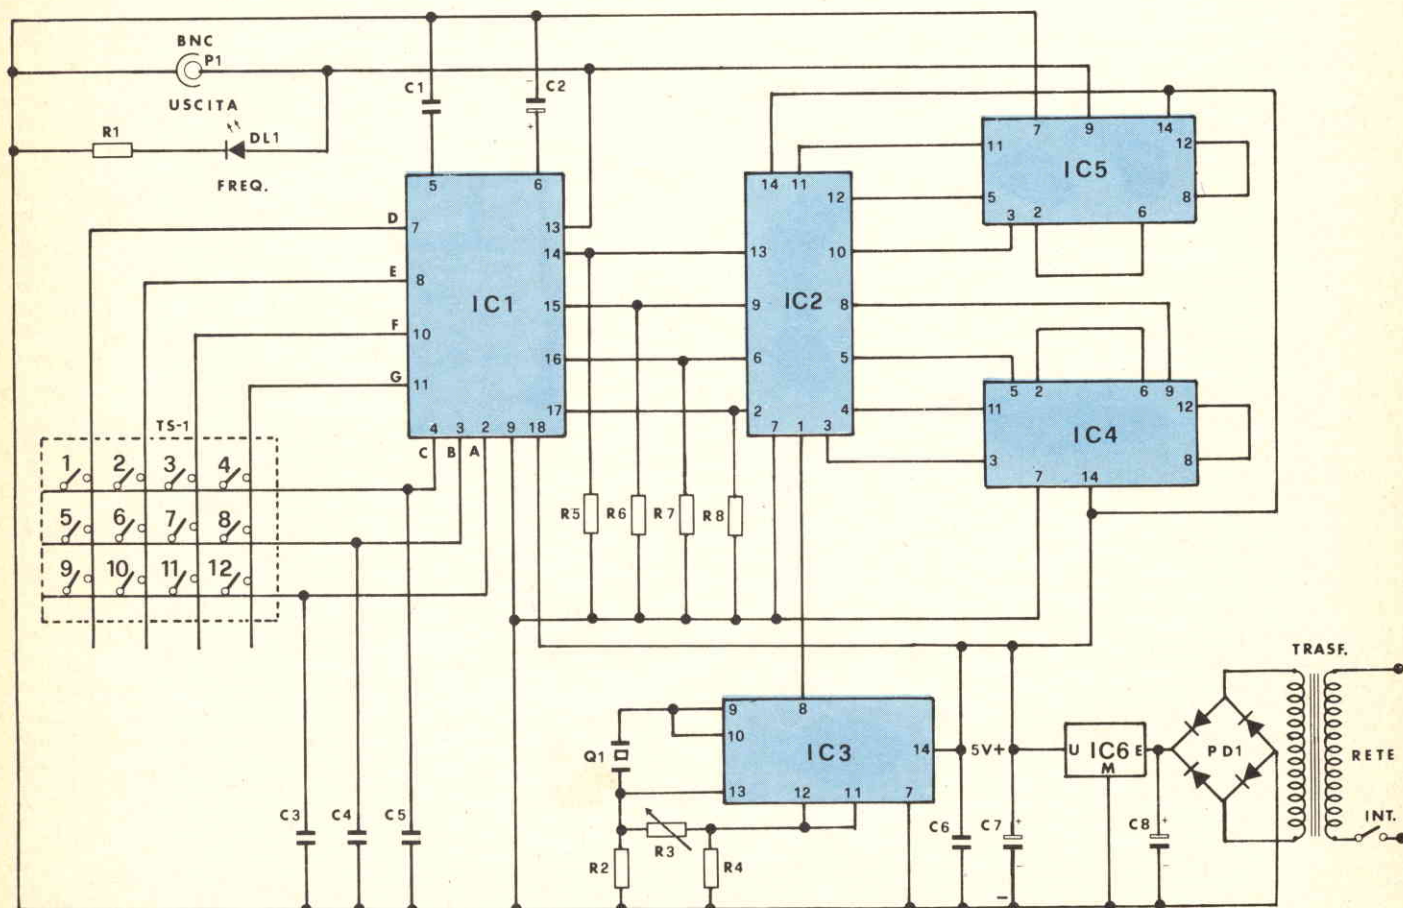 BNC
P1
USCITA
R1
DL1
FREQ.
C1
C2
- +
5 6
D 7
E 8
F 10
G 11
IC1
13
14
15
16
17
4 3 2 9 18
C B A
TS-1
1 2 3 4
5 6 7 8
9 10 11 12
14 11
12
13
10
9
IC2
8
6
5
2
4
7 1 3
7 9 14
11
12
IC5
5
8
3 2 6
5 2 6 9
11
12
IC4
3
8
7 14
R5 R6 R7 R8
C3 C4 C5
Q1
9 8
10
IC3
14
13 12 11 7
R2 R3 R4
5V+
C6 C7 + -
-
U IC6 E
M
C8 + -
PD1
TRASF.
RETE
INT.